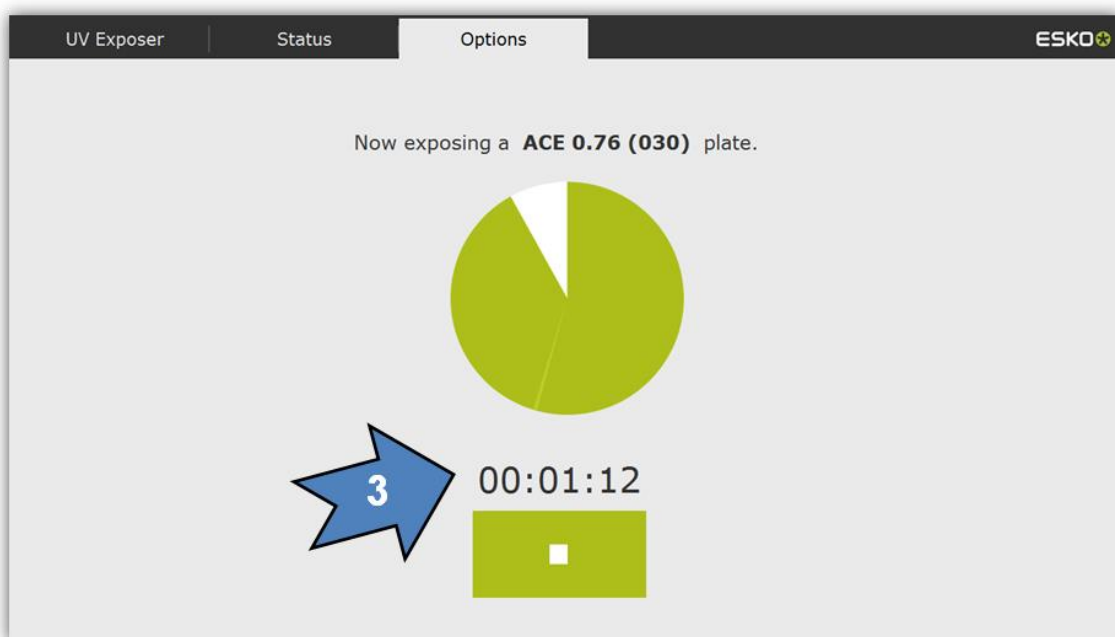 UV Exposer Status Options ESKO
Now exposing a ACE 0.76 (030) plate.
3
00:01:12